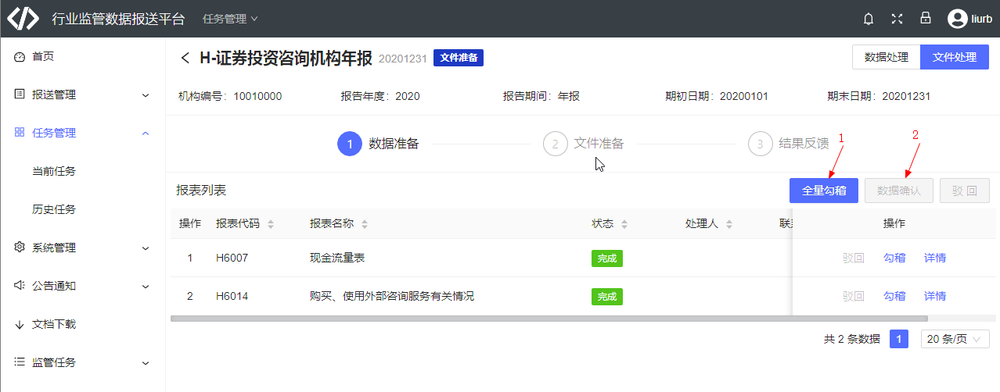 行业监管数据报送平台 任务管理 liurb
首页
报送管理
任务管理
当前任务
历史任务
系统管理
公告通知
文档下载
监管任务
H-证券投资咨询机构年报 20201231 文件准备 数据处理 文件处理
机构编号：10010000 报告年度：2020 报告期间：年报 期初日期：20200101 期末日期：20201231
1 数据准备 2 文件准备 3 结果反馈
1 2
报表列表 全量勾稽 数据确认 驳 回
操作 报表代码 报表名称 状态 处理人 操作
1 H6007 现金流量表 完成 驳回 勾稽 详情
2 H6014 购买、使用外部咨询服务有关情况 完成 驳回 勾稽 详情
共 2 条数据 1 20 条/页